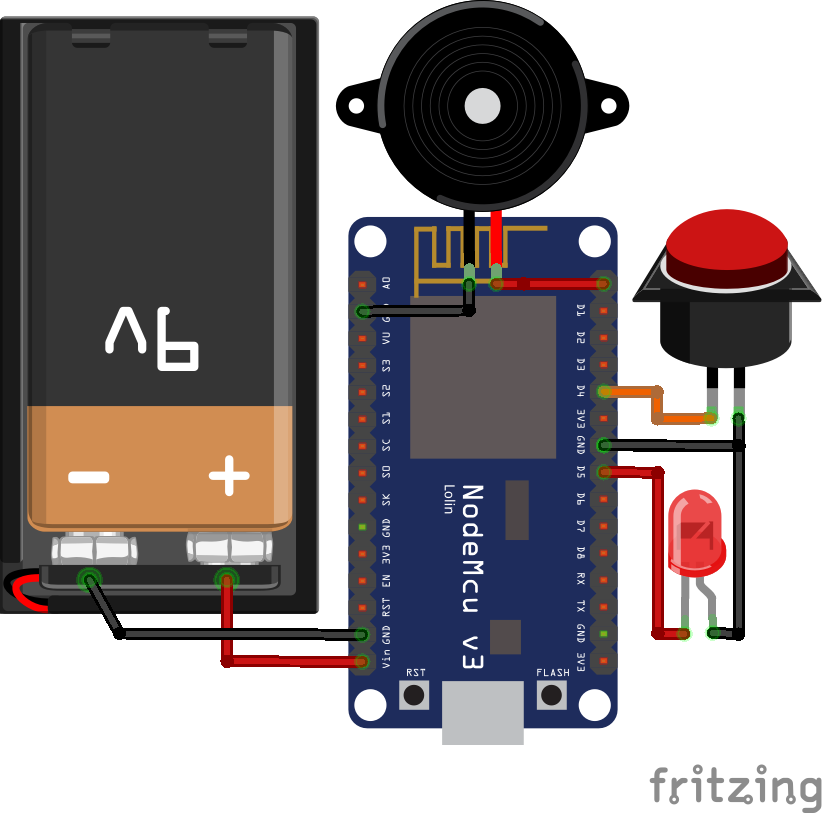 9V
− +
A0
G
VU
S3
S2
S1
SC
SO
SK
GND
3V3
EN
RST
GND
Vin
D1
D2
D3
D4
3V3
GND
D5
D6
D7
D8
RX
TX
GND
3V3
NodeMcu v3
Lolin
RST
FLASH
fritzing